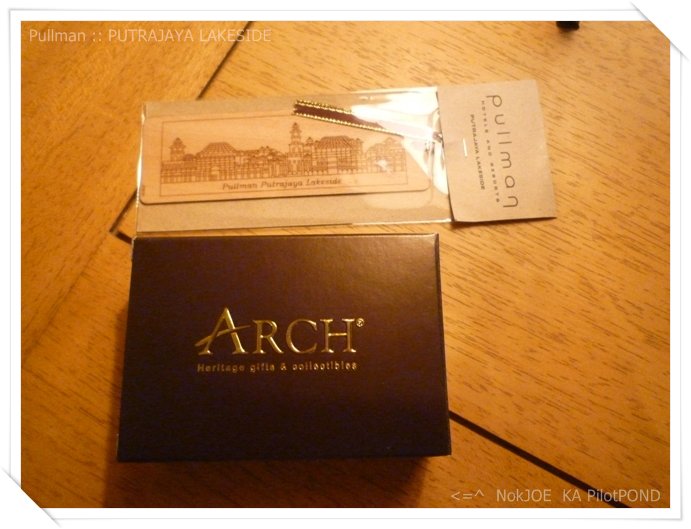 Pullman :: PUTRAJAYA LAKESIDE
pullman
HOTELS AND RESORTS
PUTRAJAYA LAKESIDE
Pullman Putrajaya Lakeside
ARCH®
Heritage gifts & collectibles
<=^ NokJOE KA PilotPOND